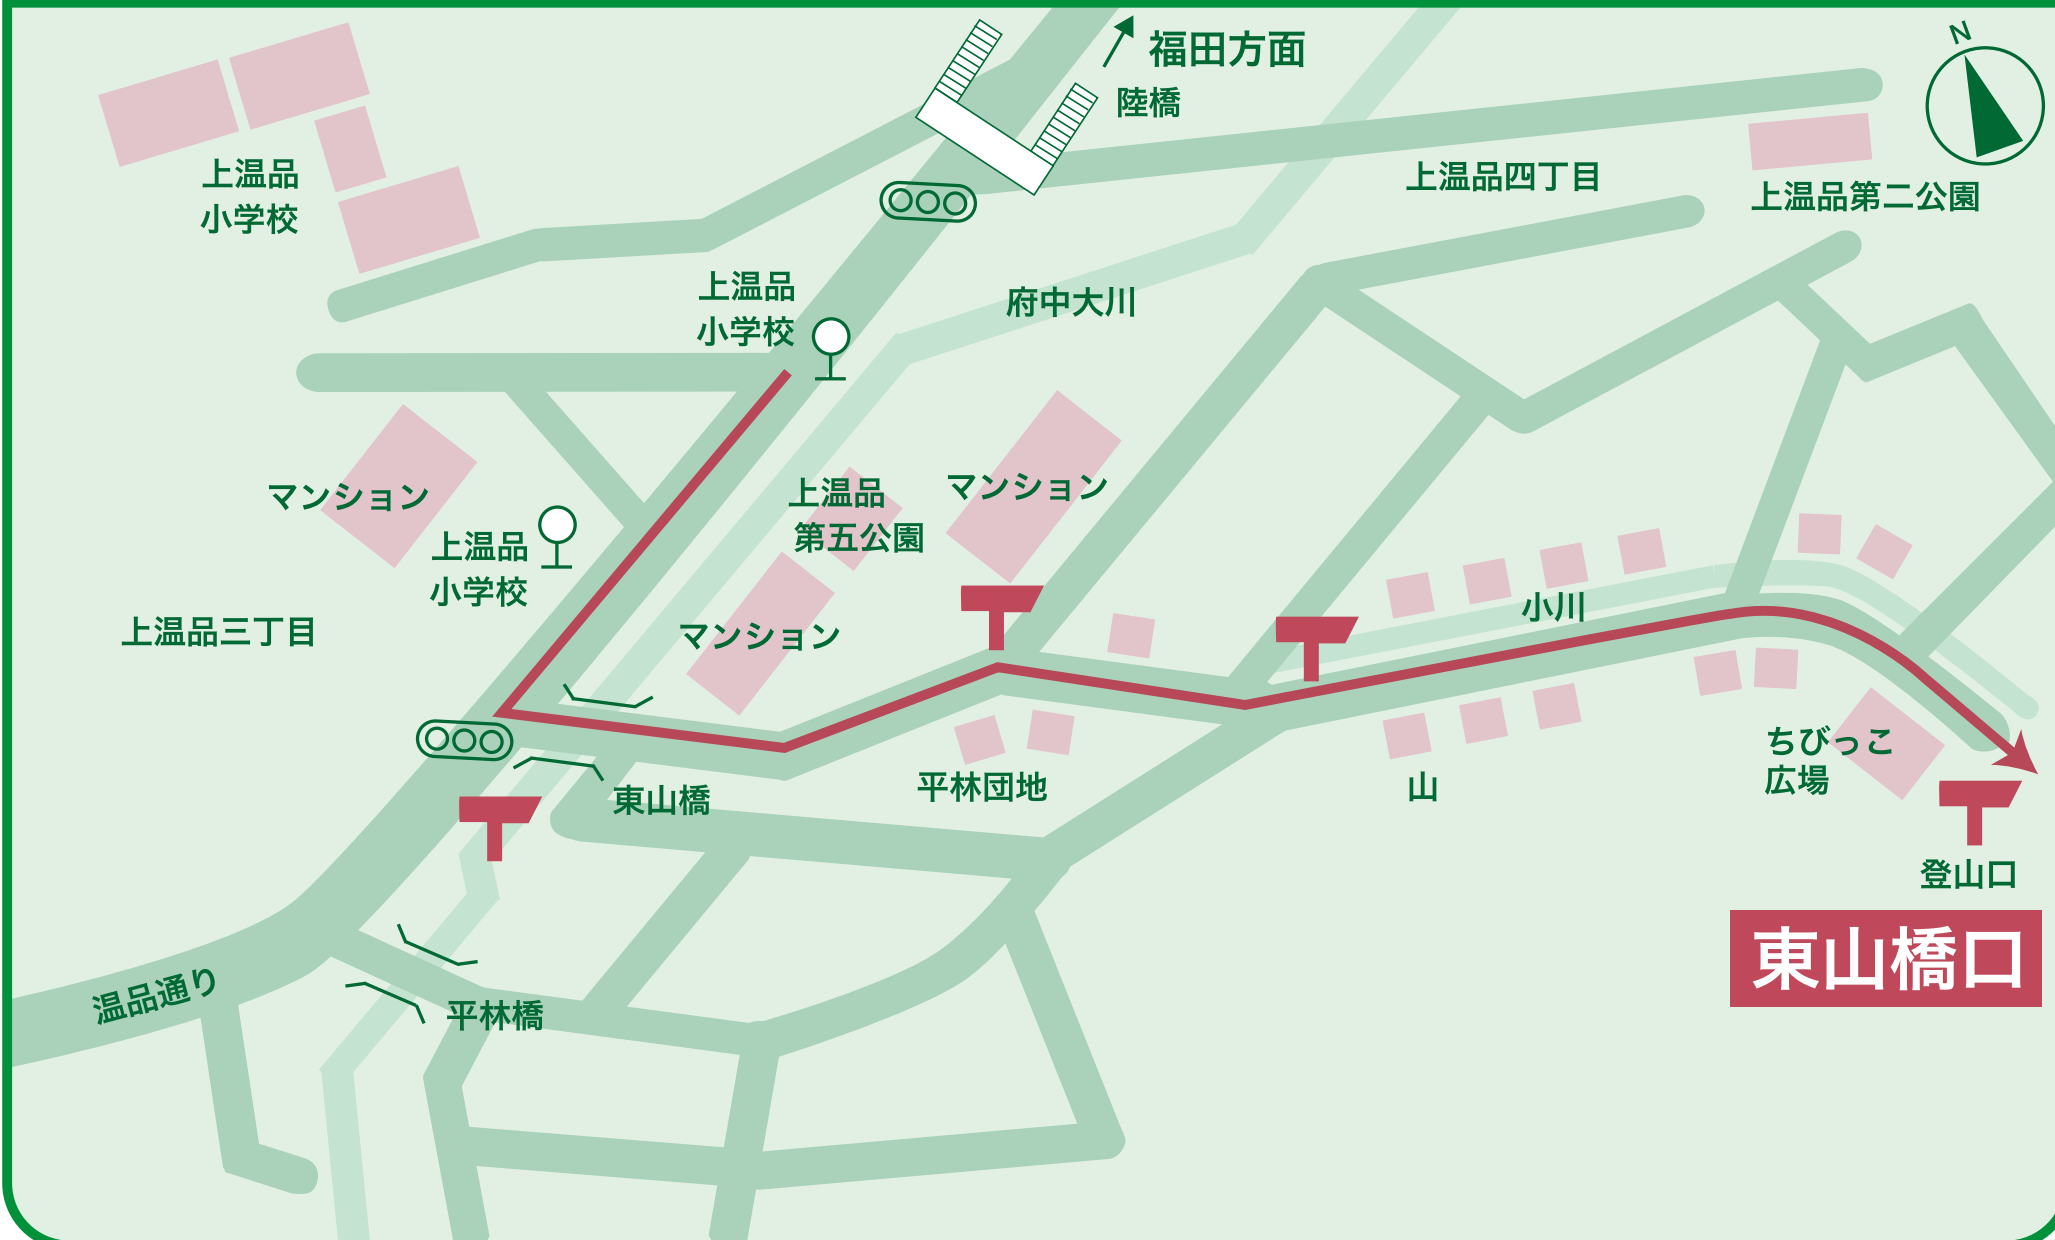 福田方面
N
陸橋
上温品
小学校
上温品四丁目
上温品第二公園
上温品
小学校
府中大川
マンション
上温品
第五公園
マンション
上温品
小学校
上温品三丁目
マンション
小川
東山橋
平林団地
山
ちびっこ
広場
登山口
東山橋口
温品通り
平林橋